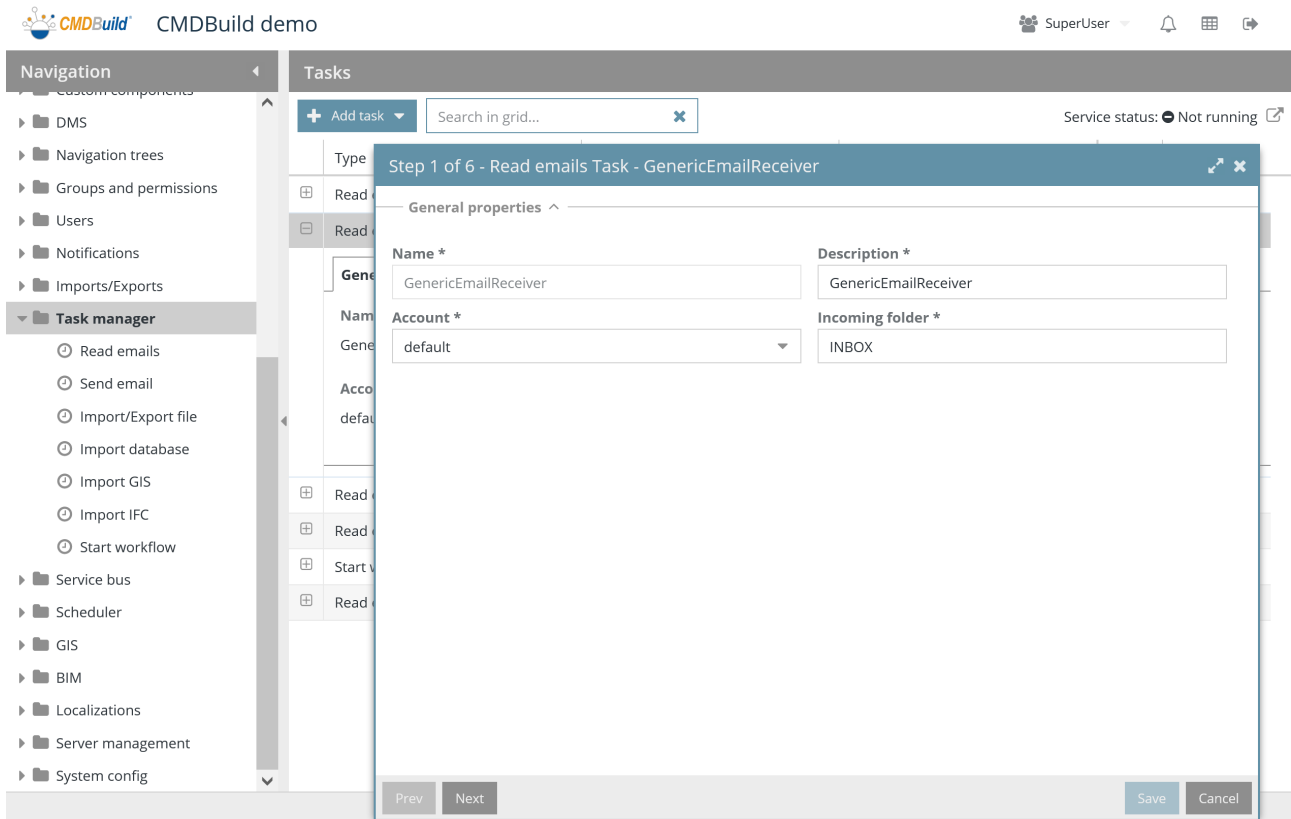 CMDBuild CMDBuild demo SuperUser
Navigation
Tasks
Custom components
DMS
Navigation trees
Groups and permissions
Users
Notifications
Imports/Exports
Task manager
Read emails
Send email
Import/Export file
Import database
Import GIS
Import IFC
Start workflow
Service bus
Scheduler
GIS
BIM
Localizations
Server management
System config
Add task Search in grid... Service status: Not running
Type
Read
Read
Gene
Nam
Gene
Acco
defau
Read
Read
Start w
Read
Step 1 of 6 - Read emails Task - GenericEmailReceiver
General properties
Name * Description *
GenericEmailReceiver GenericEmailReceiver
Account * Incoming folder *
default INBOX
Prev Next Save Cancel